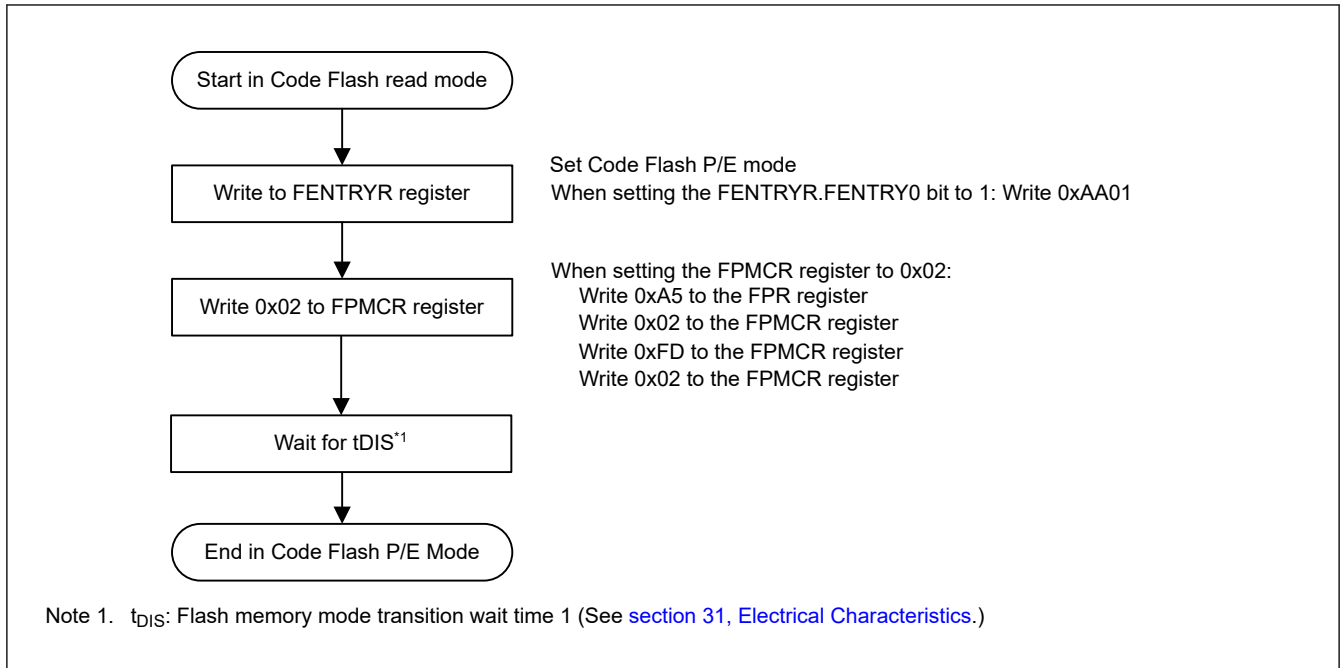 Start in Code Flash read mode
Write to FENTRYR register
Set Code Flash P/E mode
When setting the FENTRYR.FENTRY0 bit to 1: Write 0xAA01
Write 0x02 to FPMCR register
When setting the FPMCR register to 0x02:
Write 0xA5 to the FPR register
Write 0x02 to the FPMCR register
Write 0xFD to the FPMCR register
Write 0x02 to the FPMCR register
Wait for tDIS*1
End in Code Flash P/E Mode
Note 1. tDIS: Flash memory mode transition wait time 1 (See section 31, Electrical Characteristics.)